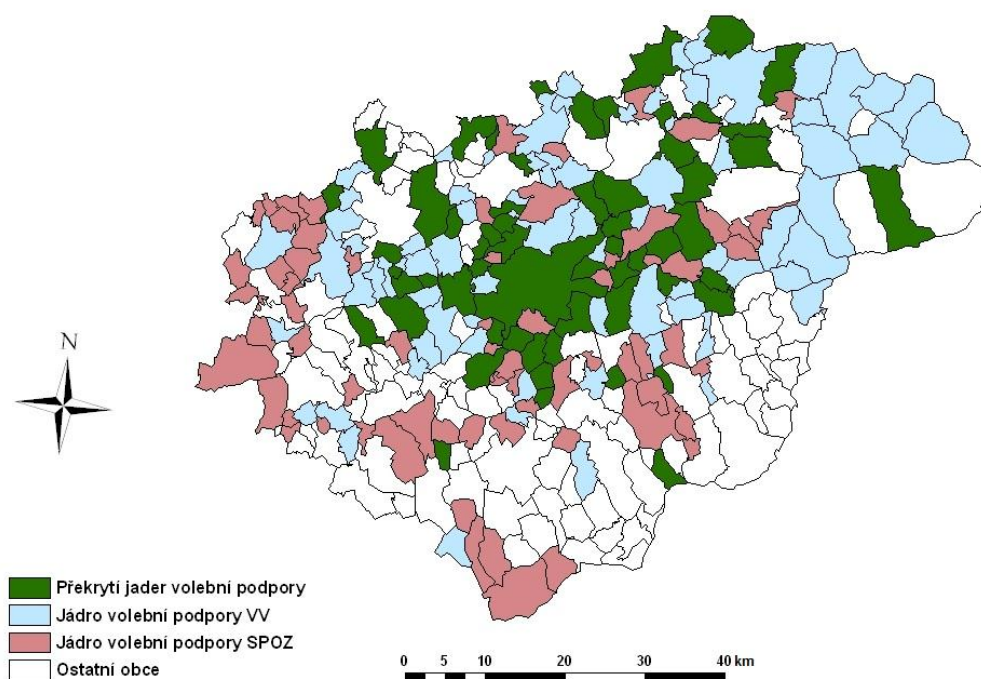 N
Překrytí jader volební podpory
Jádro volební podpory VV
Jádro volební podpory SPOZ
Ostatní obce
0 5 10 20 30 40 km